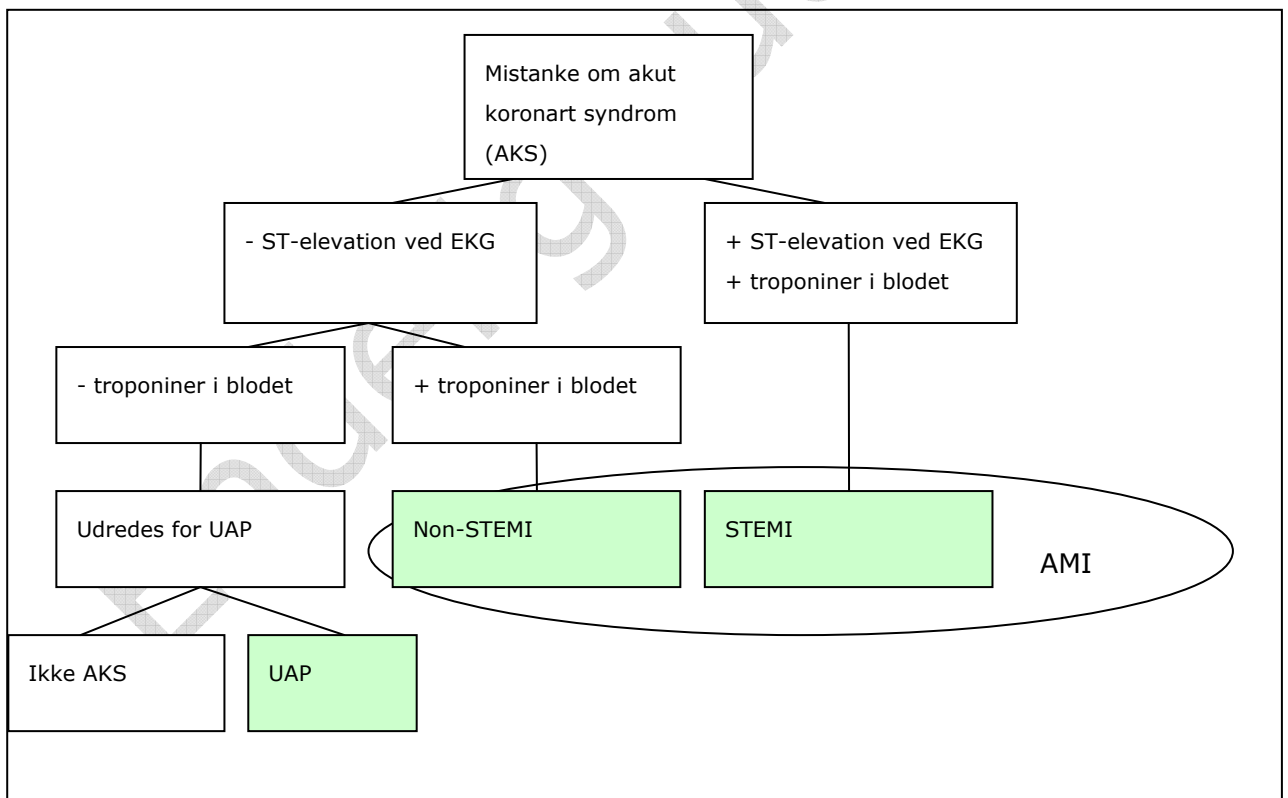 Mistanke om akut
koronart syndrom
(AKS)
- ST-elevation ved EKG
+ ST-elevation ved EKG
+ troponiner i blodet
- troponiner i blodet
+ troponiner i blodet
Udredes for UAP
Non-STEMI
STEMI
AMI
Ikke AKS
UAP